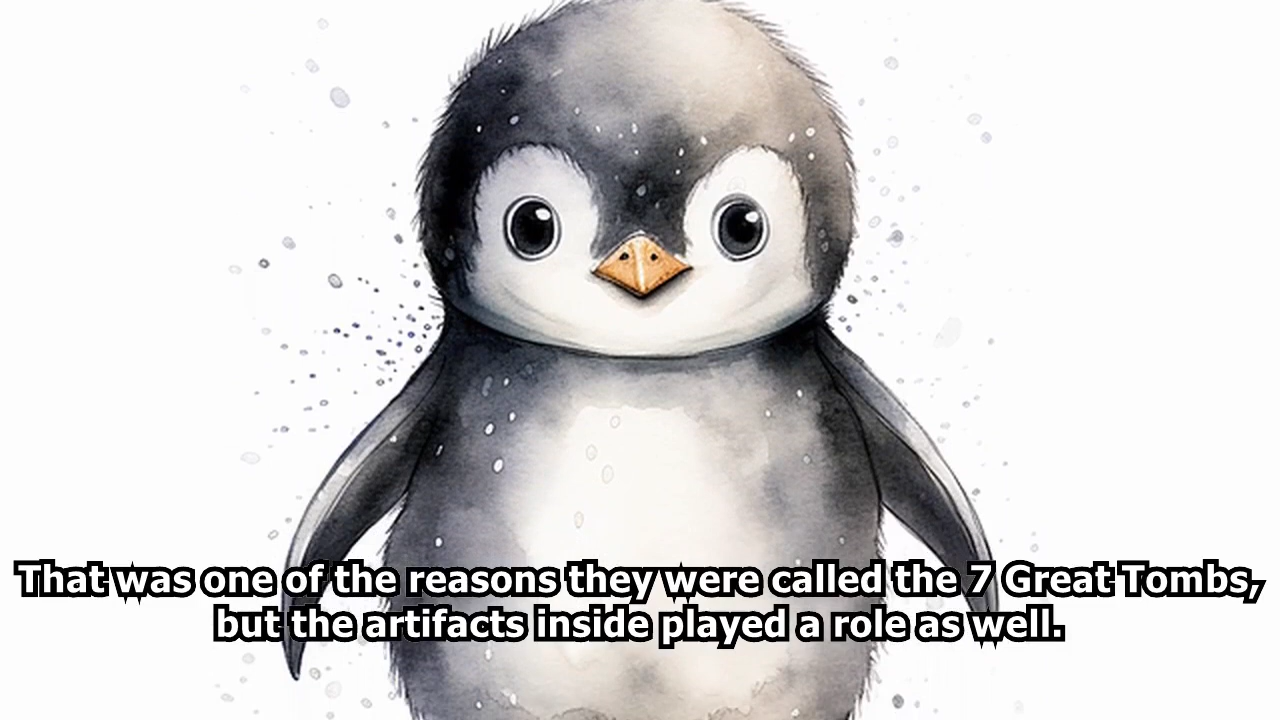 That was one of the reasons they were called the 7 Great Tombs,
but the artifacts inside played a role as well.